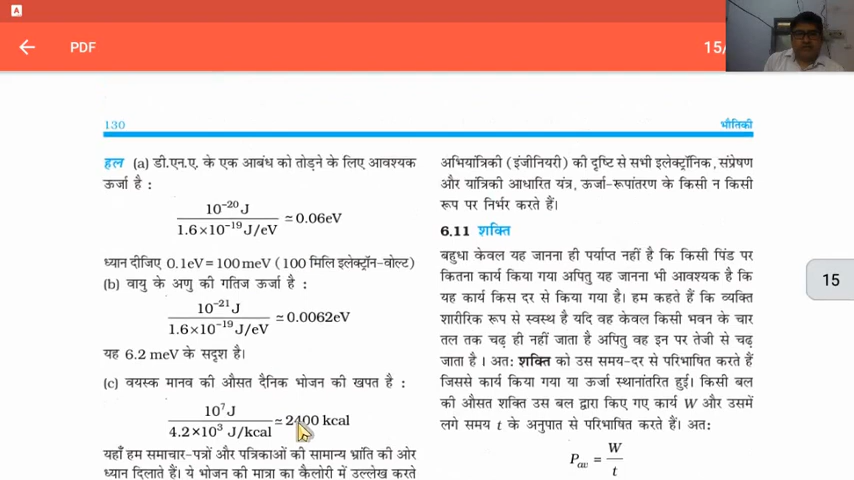 A
PDF
15/
130
भौतिकी
हल (a) डी.एन.ए. के एक आबंध को तोड़ने के लिए आवश्यक
ऊर्जा है :
10⁻²⁰ J
1.6×10⁻¹⁹ J/eV
≃ 0.06eV
ध्यान दीजिए 0.1eV = 100 meV (100 मिलि इलेक्ट्रॉन-वोल्ट)
(b) वायु के अणु की गतिज ऊर्जा है :
10⁻²¹ J
1.6×10⁻¹⁹ J/eV
≃ 0.0062eV
यह 6.2 meV के सदृश है।
(c) वयस्क मानव की औसत दैनिक भोजन की खपत है :
10⁷ J
4.2×10³ J/kcal
≃ 2400 kcal
यहाँ हम समाचार-पत्रों और पत्रिकाओं की सामान्य भ्रांति की ओर
ध्यान दिलाते हैं। ये भोजन की मात्रा का कैलोरी में उल्लेख करते
अभियांत्रिकी (इंजीनियरी) की दृष्टि से सभी इलेक्ट्रॉनिक, संप्रेषण
और यांत्रिकी आधारित यंत्र, ऊर्जा-रूपांतरण के किसी न किसी
रूप पर निर्भर करते हैं।
6.11 शक्ति
बहुधा केवल यह जानना ही पर्याप्त नहीं है कि किसी पिंड पर
कितना कार्य किया गया अपितु यह जानना भी आवश्यक है कि
यह कार्य किस दर से किया गया है। हम कहते हैं कि व्यक्ति
शारीरिक रूप से स्वस्थ है यदि वह केवल किसी भवन के चार
तल तक चढ़ ही नहीं जाता है अपितु वह इन पर तेजी से चढ़
जाता है। अत: शक्ति को उस समय-दर से परिभाषित करते हैं
जिससे कार्य किया गया या ऊर्जा स्थानांतरित हुई। किसी बल
की औसत शक्ति उस बल द्वारा किए गए कार्य W और उसमें
लगे समय t के अनुपात से परिभाषित करते हैं। अत:
P_av = W
t
15